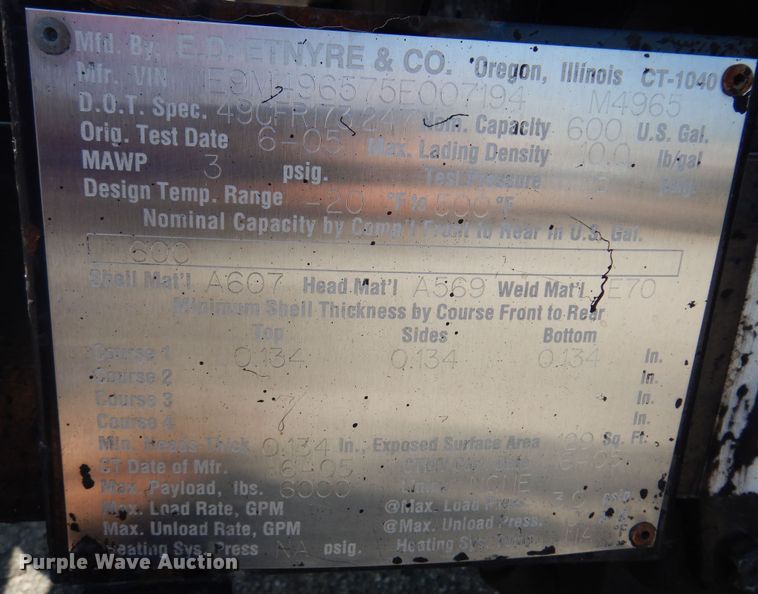 Mfd. By. E.D. ETNYRE & CO. Oregon, Illinois CT-1040
Mfr. VIN E9M196575E007194 M4965
D.O.T. Spec. 49CFR173.247 Nom. Capacity 600 U.S. Gal.
Orig. Test Date 6-05 Max. Lading Density 10.0 lb/gal
MAWP 3 psig. Test Pressure psig.
Design Temp. Range -20 °F to 500 °F
Nominal Capacity by Comp't Front to Rear in U.S. Gal.
600
Shell Mat'l A607 Head Mat'l A569 Weld Mat'l E70
Minimum Shell Thickness by Course Front to Rear
Top Sides Bottom
Course 1 0.134 0.134 0.134 In.
Course 2 In.
Course 3 In.
Course 4 In.
Min. Heads Thick 0.134 In. Exposed Surface Area Sq. Ft.
CT Date of Mfr. 6-05
Max. Payload, lbs. 6000 NONE
Max. Load Rate, GPM @Max. Load Press.
Max. Unload Rate, GPM @Max. Unload Press.
Heating Sys. Press NA psig. Heating Sys. °F
Purple Wave Auction